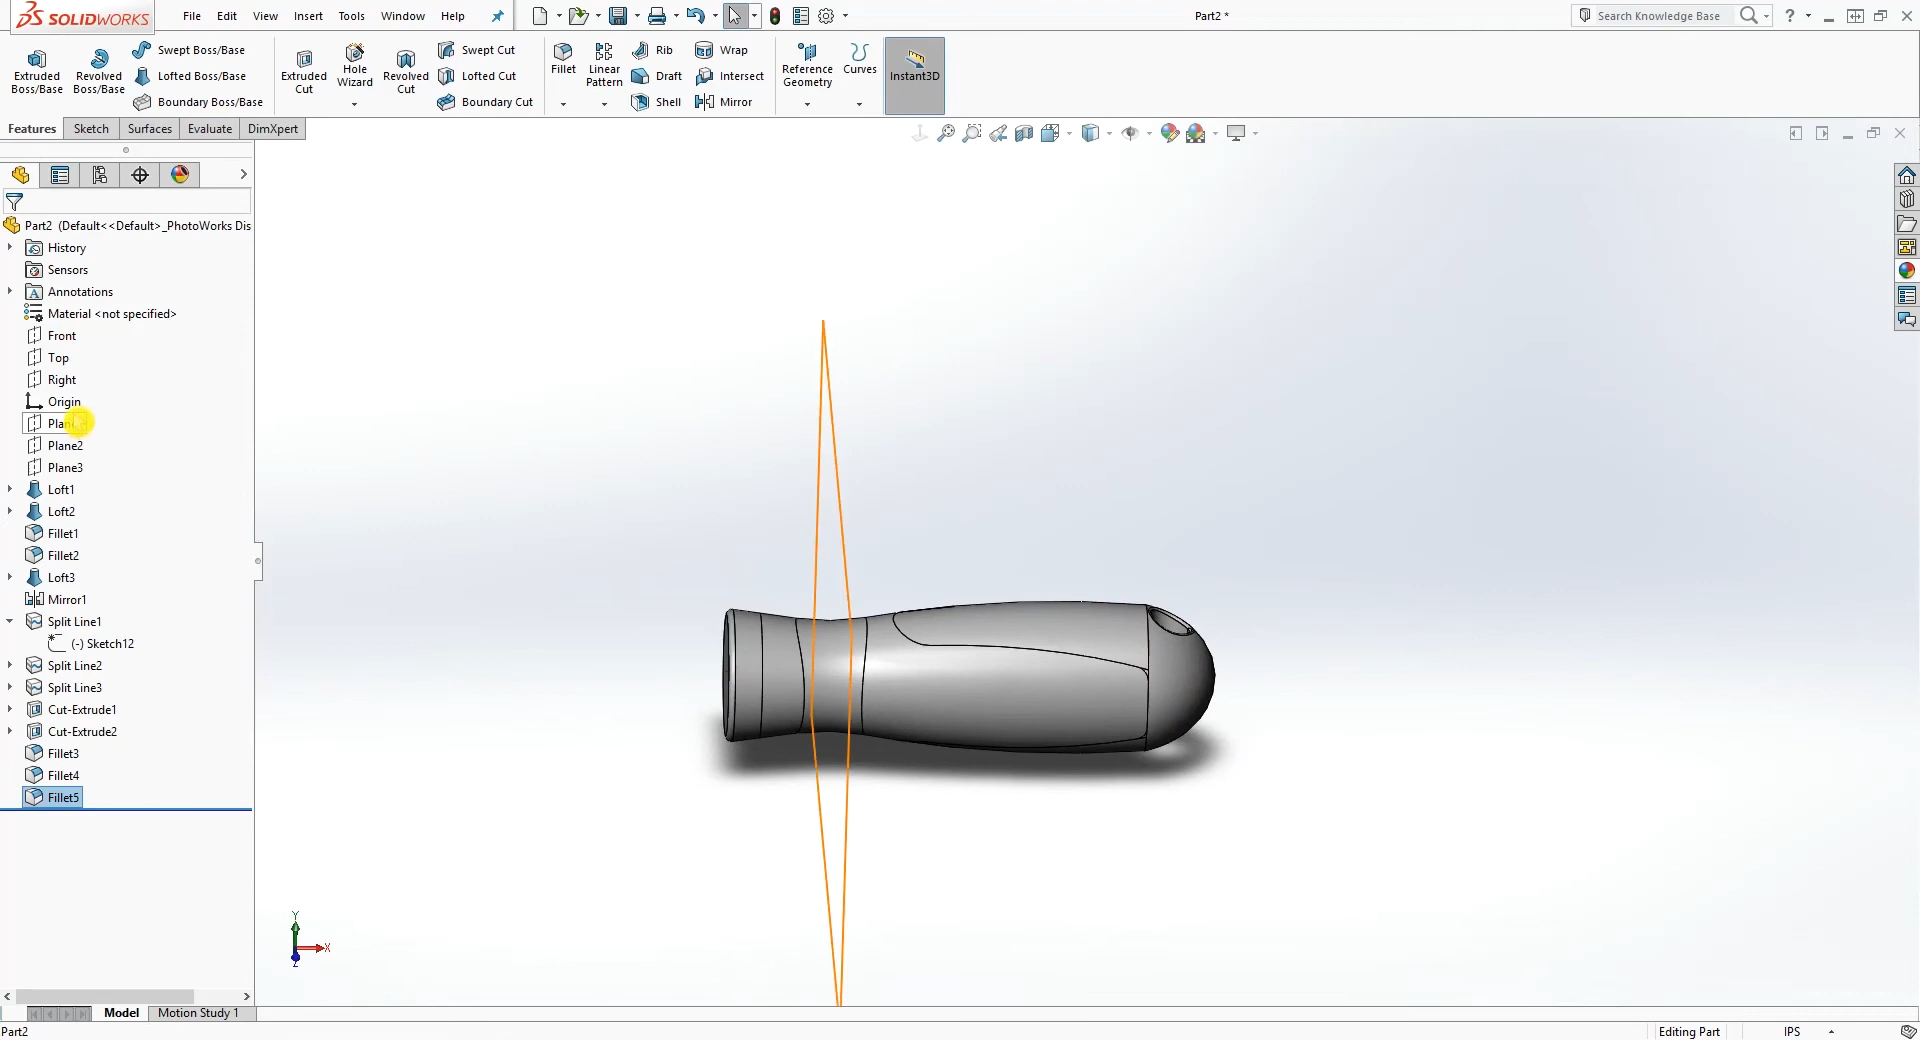 SOLIDWORKS
File Edit View Insert Tools Window Help
Part2 *
Search Knowledge Base
?
Extruded Boss/Base
Revolved Boss/Base
Swept Boss/Base
Lofted Boss/Base
Boundary Boss/Base
Extruded Cut
Hole Wizard
Revolved Cut
Swept Cut
Lofted Cut
Boundary Cut
Fillet
Linear Pattern
Rib
Draft
Shell
Wrap
Intersect
Mirror
Reference Geometry
Curves
Instant3D
Features Sketch Surfaces Evaluate DimXpert
Part2 (Default<<Default>_PhotoWorks Dis
History
Sensors
Annotations
Material <not specified>
Front
Top
Right
Origin
Plane2
Plane3
Loft1
Loft2
Fillet1
Fillet2
Loft3
Mirror1
Split Line1
(-) Sketch12
Split Line2
Split Line3
Cut-Extrude1
Cut-Extrude2
Fillet3
Fillet4
Fillet5
Y
X
Z
Model Motion Study 1
Part2
Editing Part
IPS